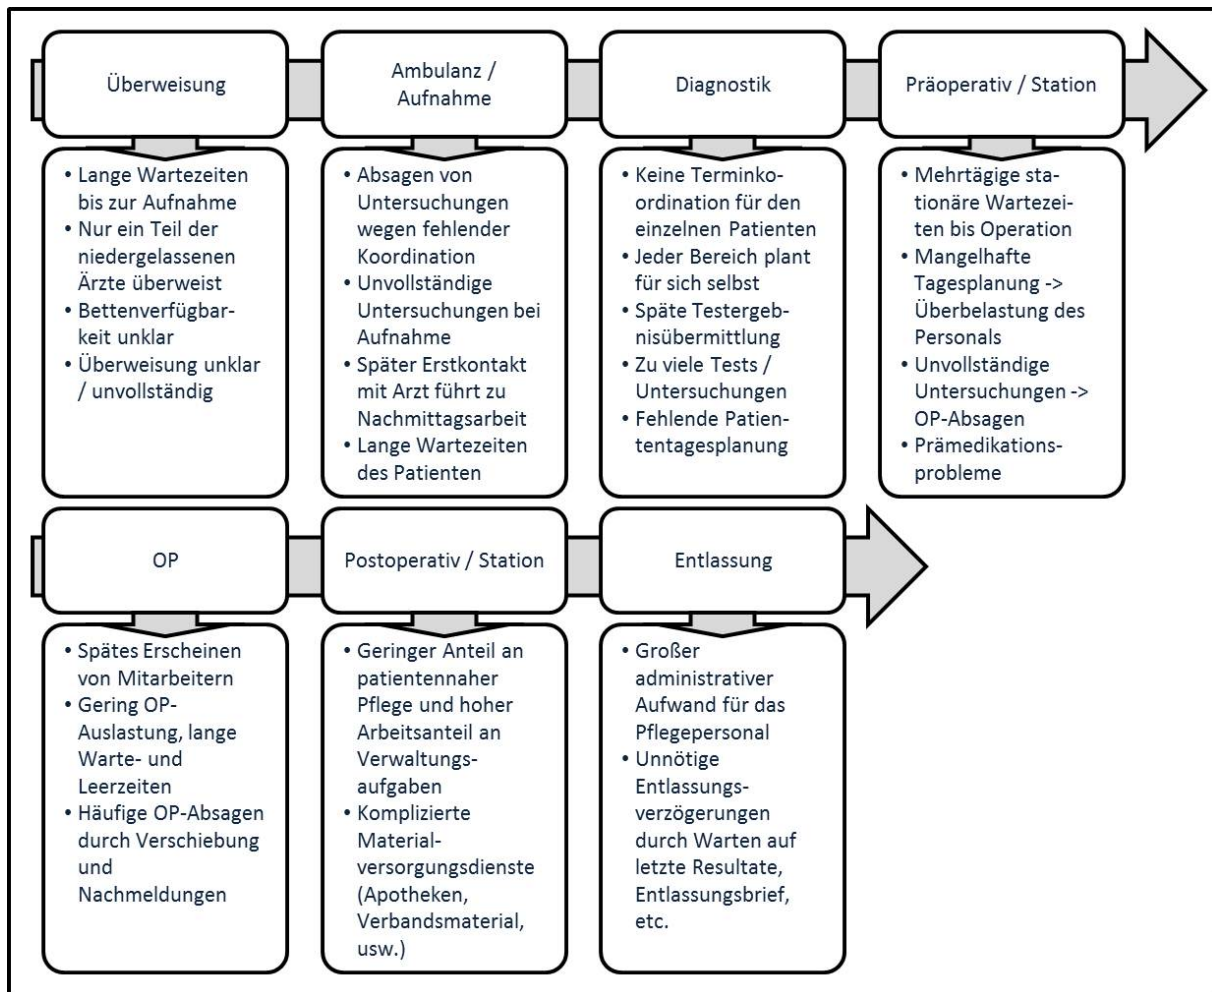 Überweisung
Ambulanz /
Aufnahme
Diagnostik
Präoperativ / Station
• Lange Wartezeiten
bis zur Aufnahme
• Nur ein Teil der
niedergelassenen
Ärzte überweist
• Bettenverfügbar-
keit unklar
• Überweisung unklar
/ unvollständig
• Absagen von
Untersuchungen
wegen fehlender
Koordination
• Unvollständige
Untersuchungen bei
Aufnahme
• Später Erstkontakt
mit Arzt führt zu
Nachmittagsarbeit
• Lange Wartezeiten
des Patienten
• Keine Terminko-
ordination für den
einzelnen Patienten
• Jeder Bereich plant
für sich selbst
• Späte Testergeb-
nisübermittlung
• Zu viele Tests /
Untersuchungen
• Fehlende Patien-
tentagesplanung
• Mehrtägige sta-
tionäre Wartezei-
ten bis Operation
• Mangelhafte
Tagesplanung ->
Überbelastung des
Personals
• Unvollständige
Untersuchungen ->
OP-Absagen
• Prämedikations-
probleme
OP
Postoperativ / Station
Entlassung
• Spätes Erscheinen
von Mitarbeitern
• Gering OP-
Auslastung, lange
Warte- und
Leerzeiten
• Häufige OP-Absagen
durch Verschiebung
und
Nachmeldungen
• Geringer Anteil an
patientennaher
Pflege und hoher
Arbeitsanteil an
Verwaltungs-
aufgaben
• Komplizierte
Material-
versorgungsdienste
(Apotheken,
Verbandsmaterial,
usw.)
• Großer
administrativer
Aufwand für das
Pflegepersonal
• Unnötige
Entlassungs-
verzögerungen
durch Warten auf
letzte Resultate,
Entlassungsbrief,
etc.